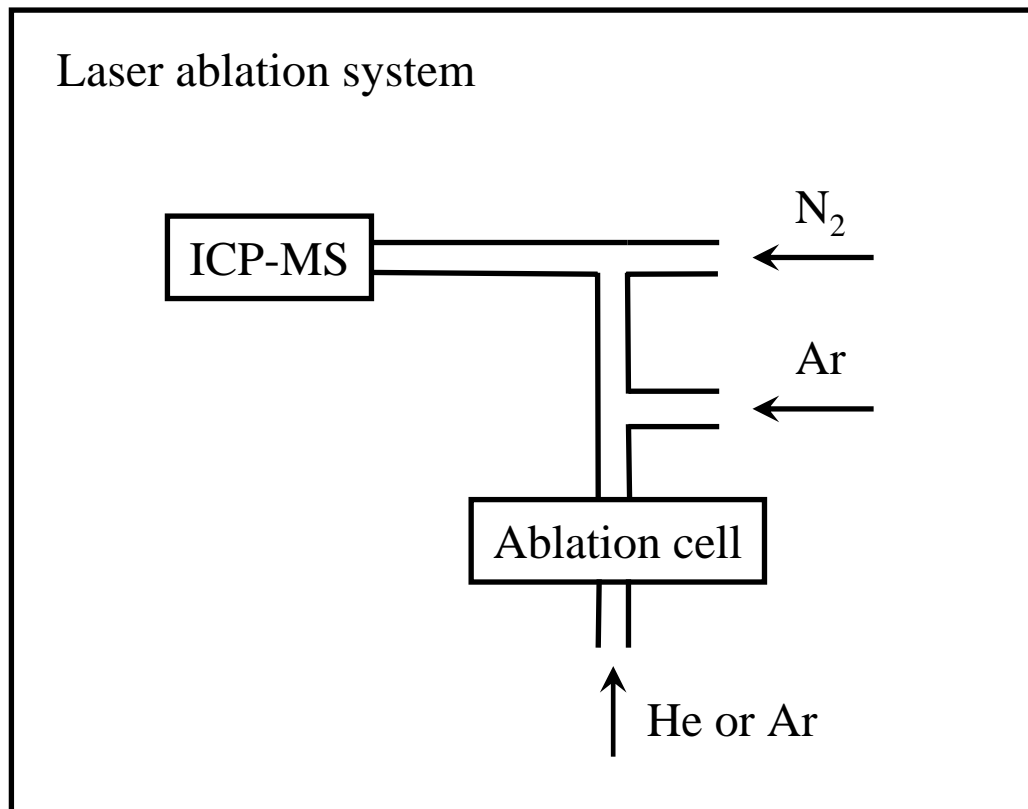 Laser ablation system
N₂
ICP-MS
Ar
Ablation cell
He or Ar